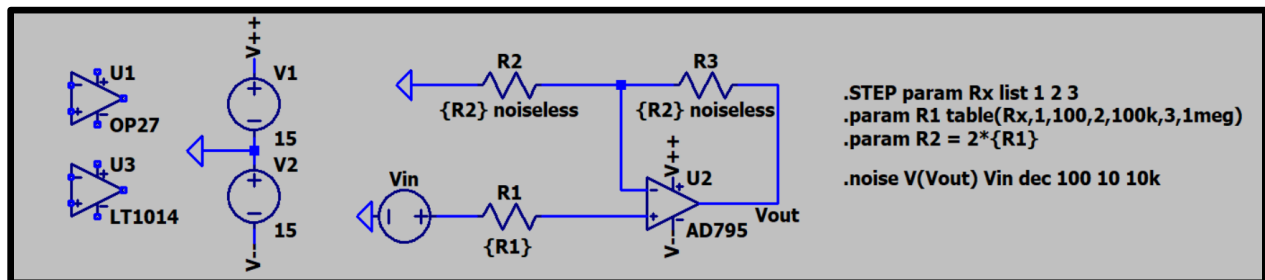 U1
OP27
U3
LT1014
V++
V1
15
V2
15
V--
R2
{R2} noiseless
R3
{R2} noiseless
Vin
R1
{R1}
V++
U2
AD795
V--
Vout
.STEP param Rx list 1 2 3
.param R1 table(Rx,1,100,2,100k,3,1meg)
.param R2 = 2*{R1}
.noise V(Vout) Vin dec 100 10 10k